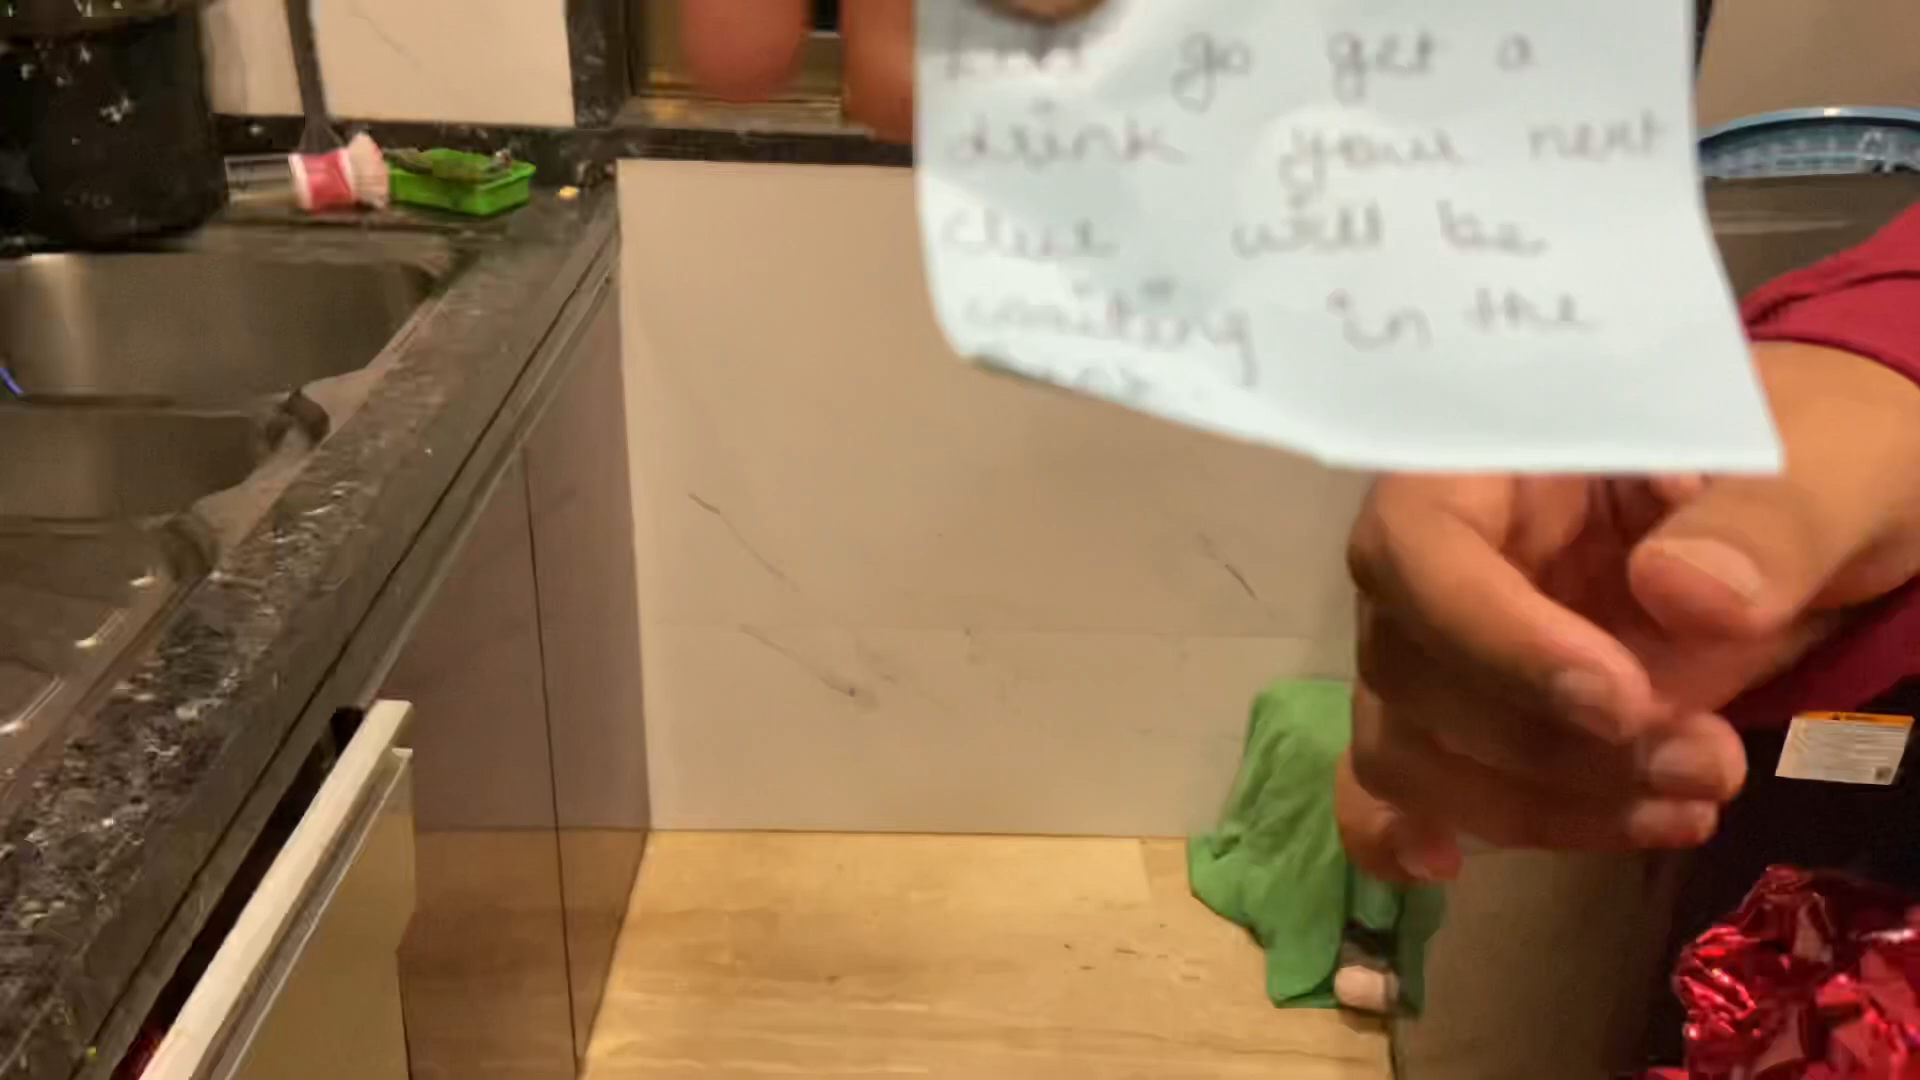 go get a
drink your next
clue will be
waiting in the